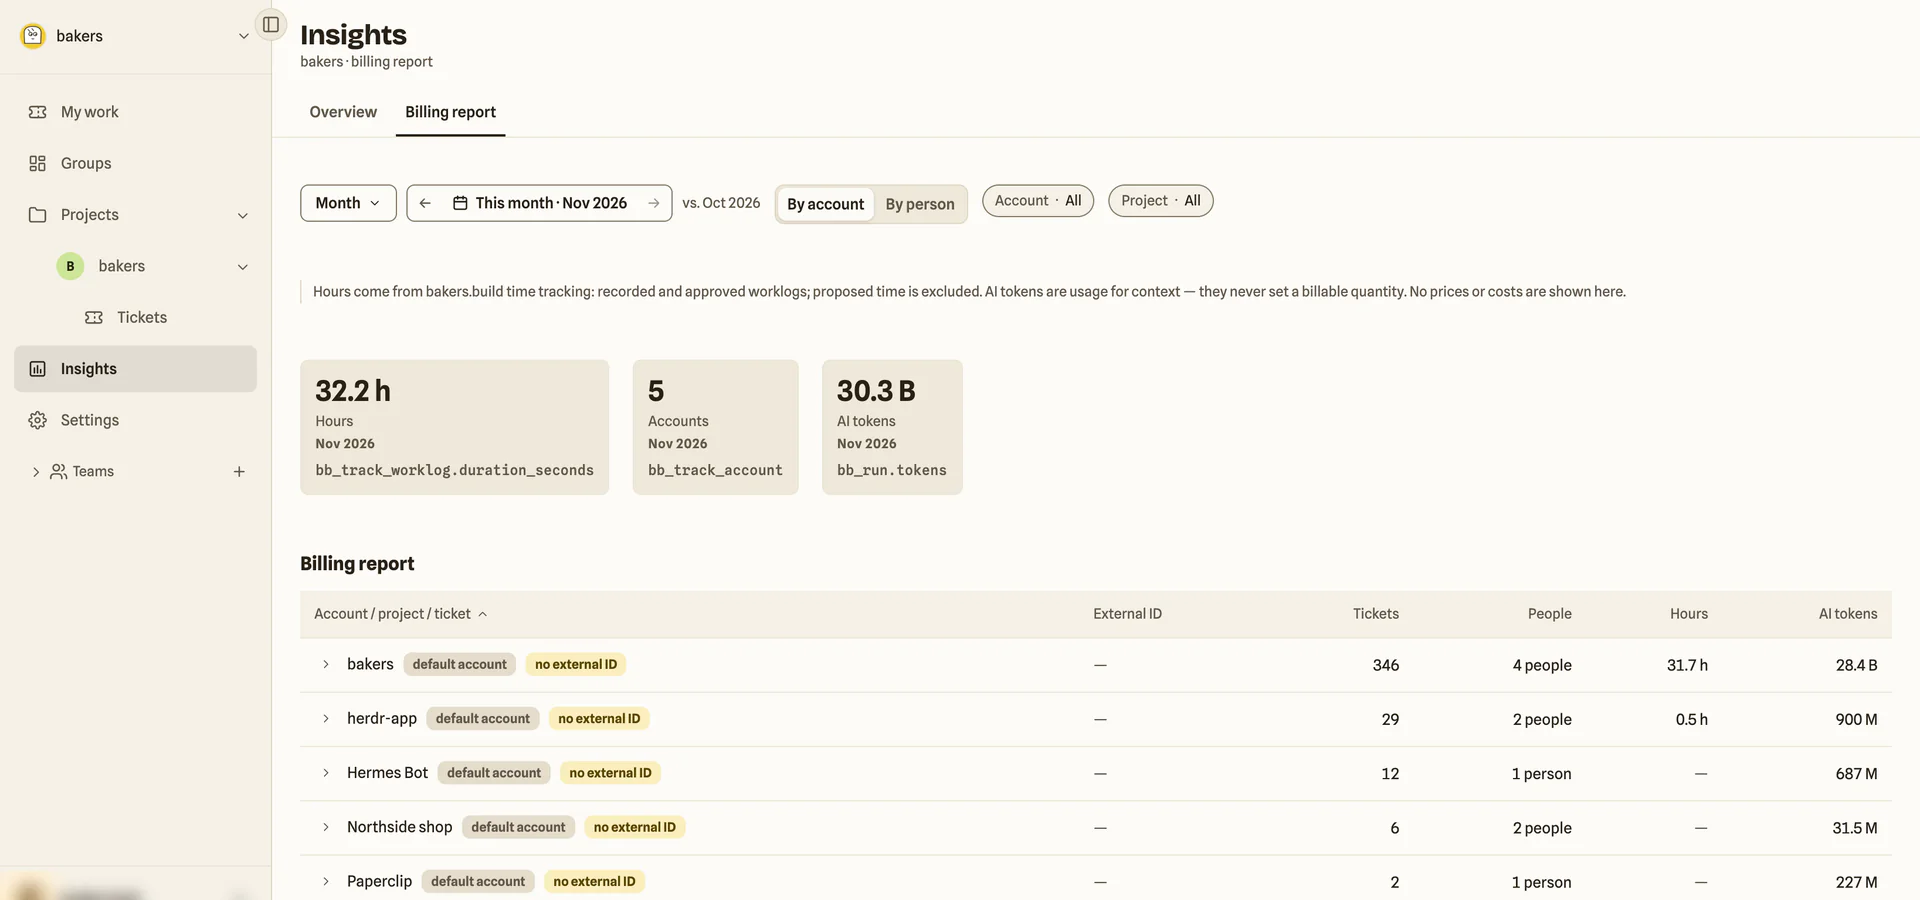 bakers
My work
Groups
Projects
B bakers
Tickets
Insights
Settings
Teams
Insights
bakers · billing report
Overview Billing report
Month This month · Nov 2026 vs. Oct 2026 By account By person Account · All Project · All
Hours come from bakers.build time tracking: recorded and approved worklogs; proposed time is excluded. AI tokens are usage for context — they never set a billable quantity. No prices or costs are shown here.
32.2 h
Hours
Nov 2026
bb_track_worklog.duration_seconds
5
Accounts
Nov 2026
bb_track_account
30.3 B
AI tokens
Nov 2026
bb_run.tokens
Billing report
Account / project / ticket External ID Tickets People Hours AI tokens
bakers default account no external ID — 346 4 people 31.7 h 28.4 B
herdr-app default account no external ID — 29 2 people 0.5 h 900 M
Hermes Bot default account no external ID — 12 1 person — 687 M
Northside shop default account no external ID — 6 2 people — 31.5 M
Paperclip default account no external ID — 2 1 person — 227 M